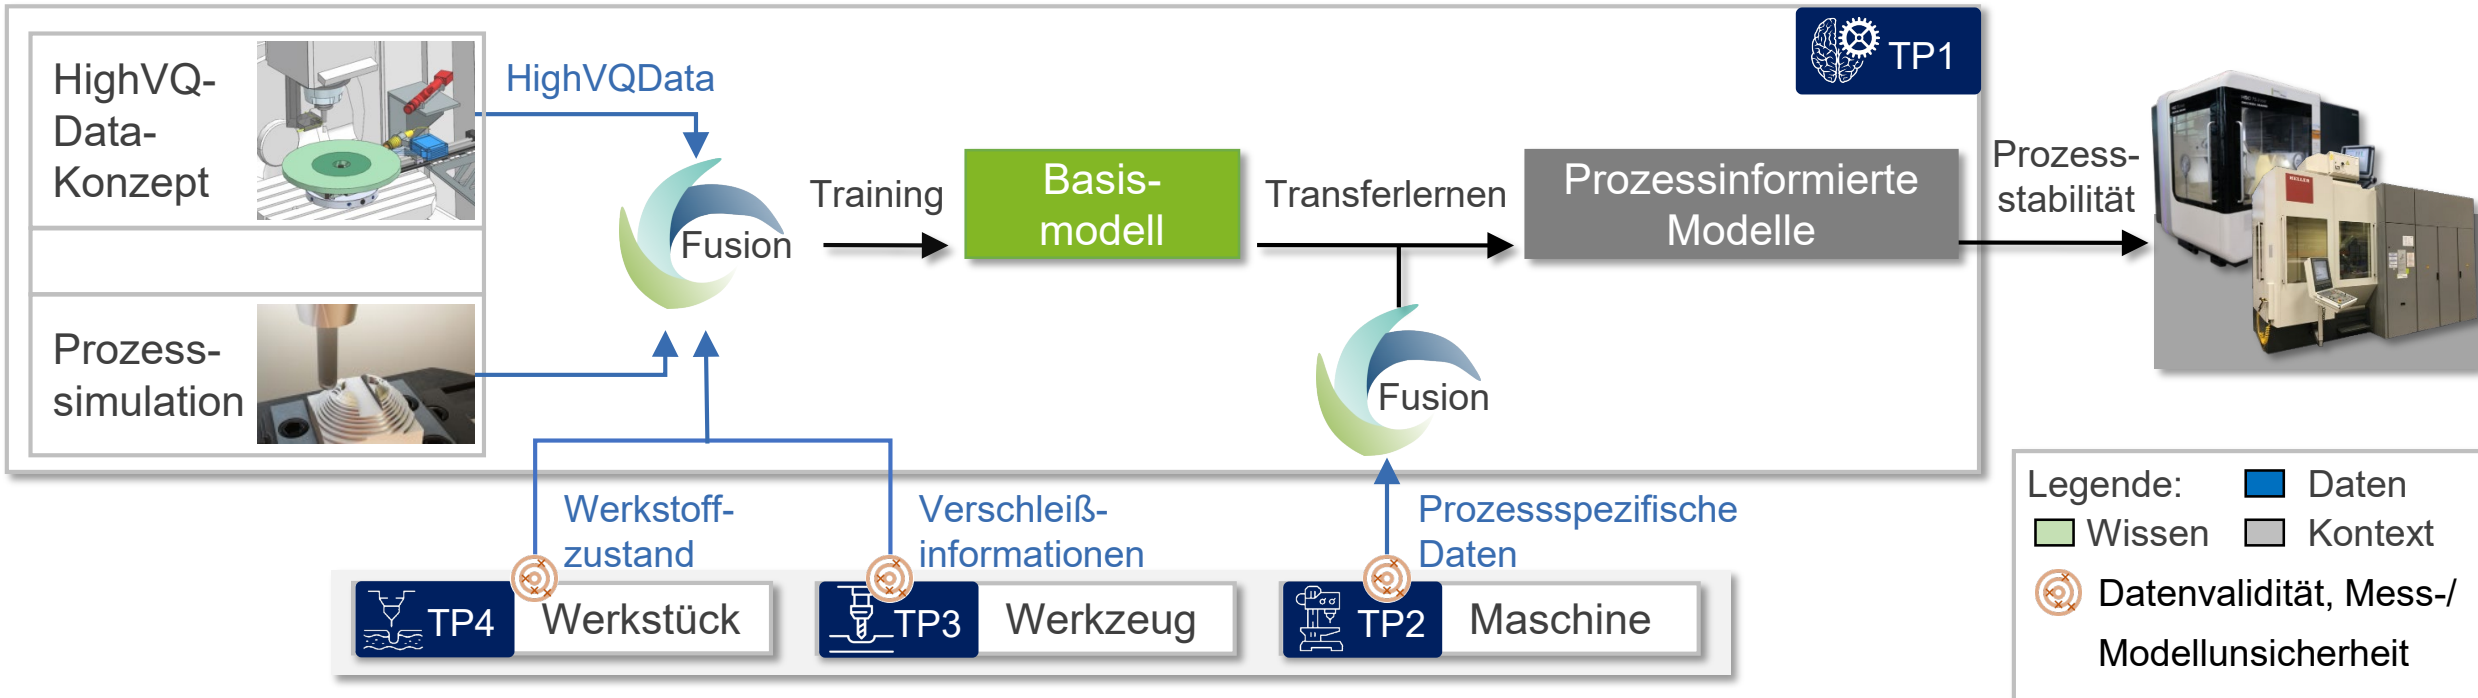 HighVQ-
Data-
Konzept
HighVQData
TP1
Prozess-
simulation
Fusion
Training
Basis-
modell
Transferlernen
Fusion
Prozessinformierte
Modelle
Prozess-
stabilität
Werkstoff-
zustand
Verschleiß-
informationen
Prozessspezifische
Daten
TP4
Werkstück
TP3
Werkzeug
TP2
Maschine
Legende:
Daten
Wissen
Kontext
Datenvalidität, Mess-/
Modellunsicherheit